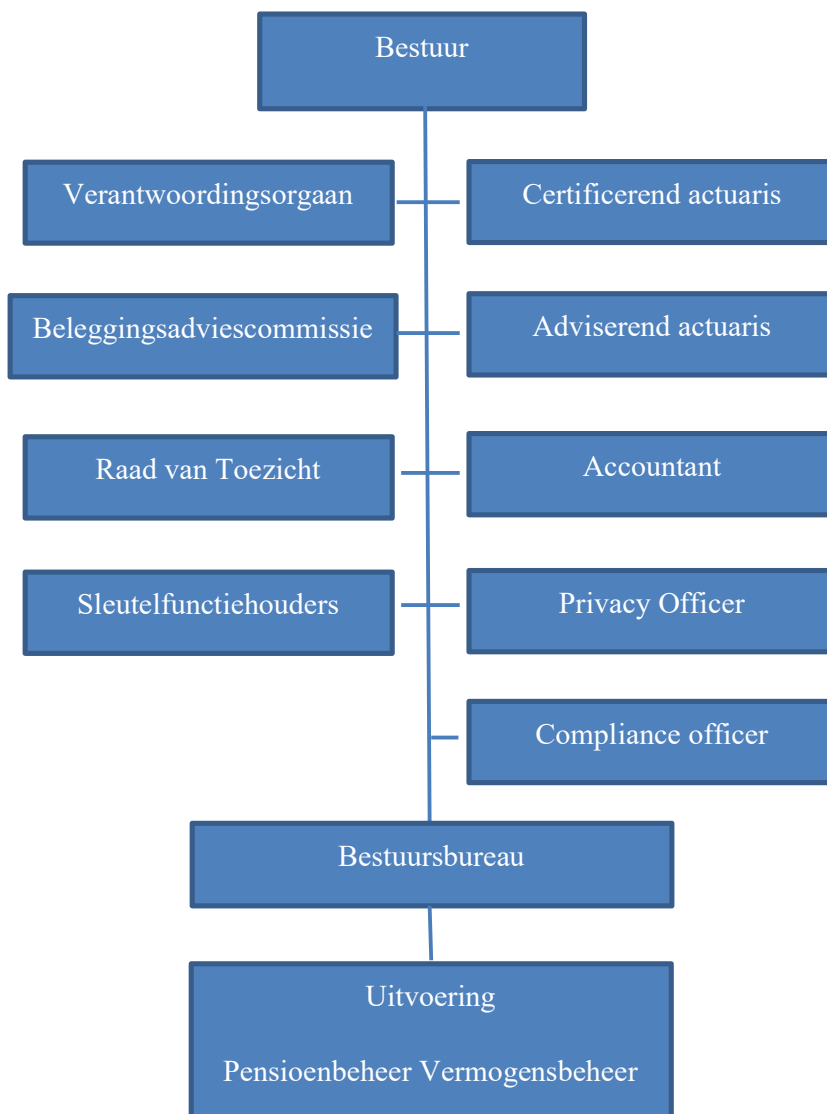 Bestuur
Verantwoordingsorgaan
Certificerend actuaris
Beleggingsadviescommissie
Adviserend actuaris
Raad van Toezicht
Accountant
Sleutelfunctiehouders
Privacy Officer
Compliance officer
Bestuursbureau
Uitvoering
Pensioenbeheer Vermogensbeheer